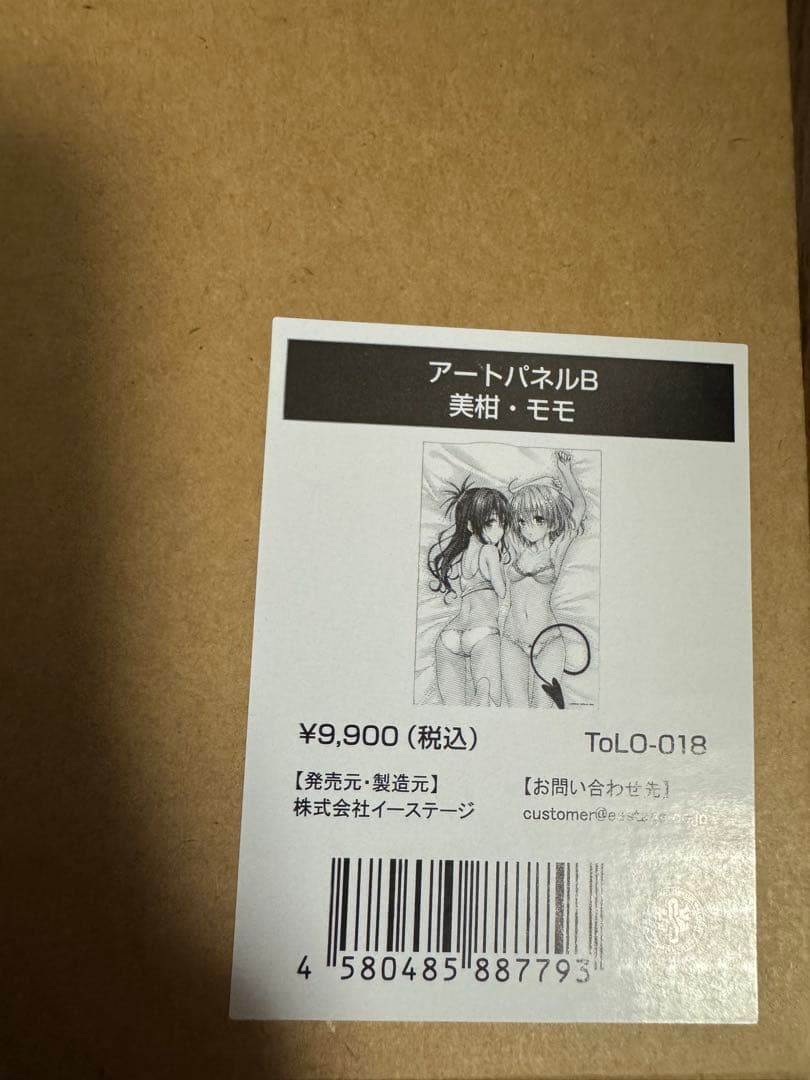 アートパネルB
美柑・モモ
¥9,900(税込)
ToLO-018
【発売元・製造元】
株式会社イーステージ
【お問い合わせ先】
4 580485 887793